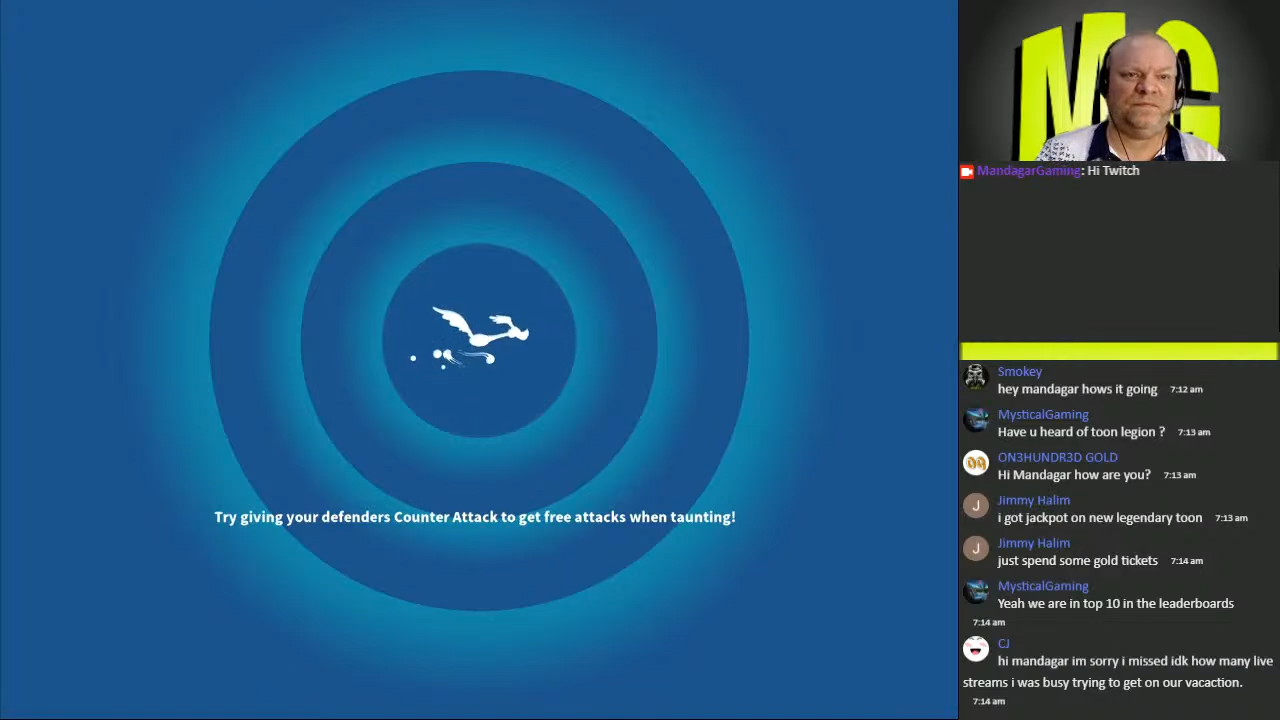 MG
MandagarGaming: Hi Twitch
Try giving your defenders Counter Attack to get free attacks when taunting!
Smokey
hey mandagar hows it going 7:12 am
MysticalGaming
Have u heard of toon legion ? 7:13 am
ON3HUNDR3D GOLD
Hi Mandagar how are you? 7:13 am
J
Jimmy Halim
i got jackpot on new legendary toon 7:13 am
J
Jimmy Halim
just spend some gold tickets 7:14 am
MysticalGaming
Yeah we are in top 10 in the leaderboards
7:14 am
CJ
hi mandagar im sorry i missed idk how many live
streams i was busy trying to get on our vacaction.
7:14 am